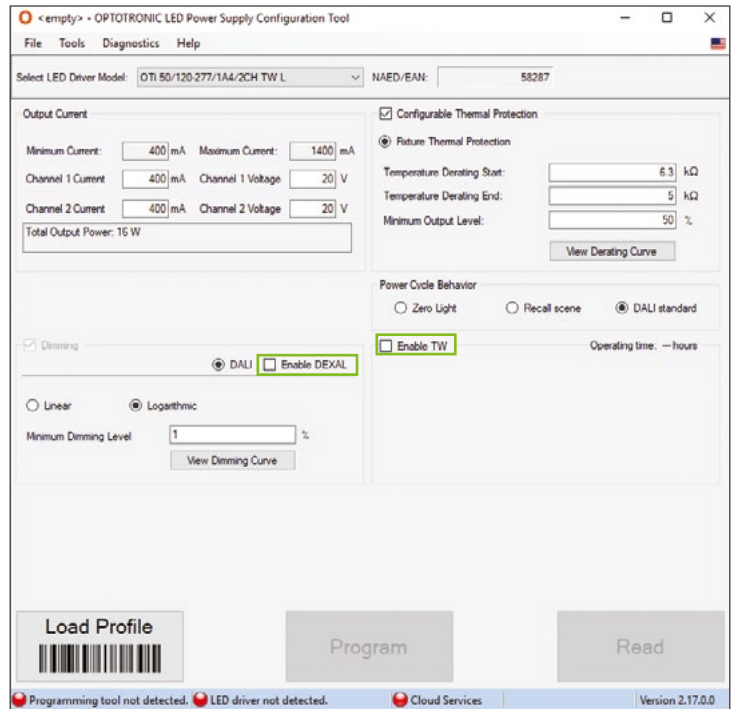 <empty> - OPTOTRONIC LED Power Supply Configuration Tool
File Tools Diagnostics Help
Select LED Driver Model: OTi 50/120-277/1A4/2CH TW L NAED/EAN: 58287
Output Current
Minimum Current: 400 mA Maximum Current: 1400 mA
Channel 1 Current 400 mA Channel 1 Voltage 20 V
Channel 2 Current 400 mA Channel 2 Voltage 20 V
Total Output Power: 16 W
Configurable Thermal Protection
Fixture Thermal Protection
Temperature Derating Start: 6.3 kΩ
Temperature Derating End: 5 kΩ
Minimum Output Level: 50 %
View Derating Curve
Power Cycle Behavior
Zero Light Recall scene DALI standard
Dimming
DALI Enable DEXAL
Linear Logarithmic
Minimum Dimming Level 1 %
View Dimming Curve
Enable TW Operating time: --- hours
Load Profile
Program
Read
Programming tool not detected. LED driver not detected. Cloud Services Version 2.17.0.0